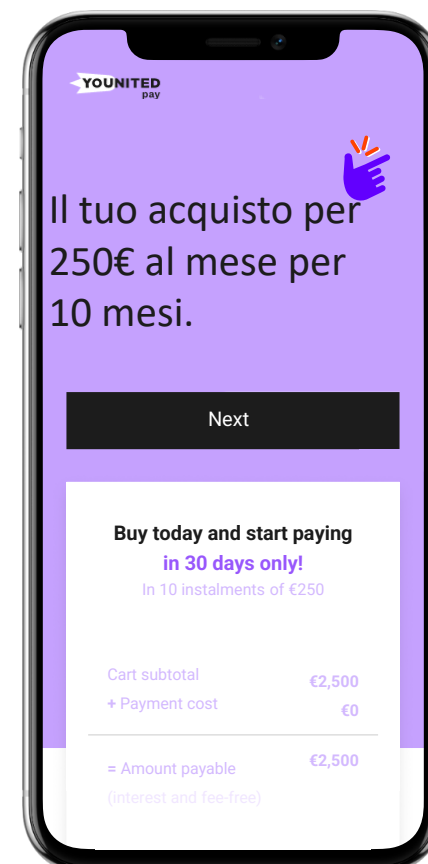 YOUNITED
pay
Il tuo acquisto per
250€ al mese per
10 mesi.
Next
Buy today and start paying
in 30 days only!
In 10 instalments of €250
Cart subtotal €2,500
+ Payment cost €0
= Amount payable €2,500
(interest and fee-free)